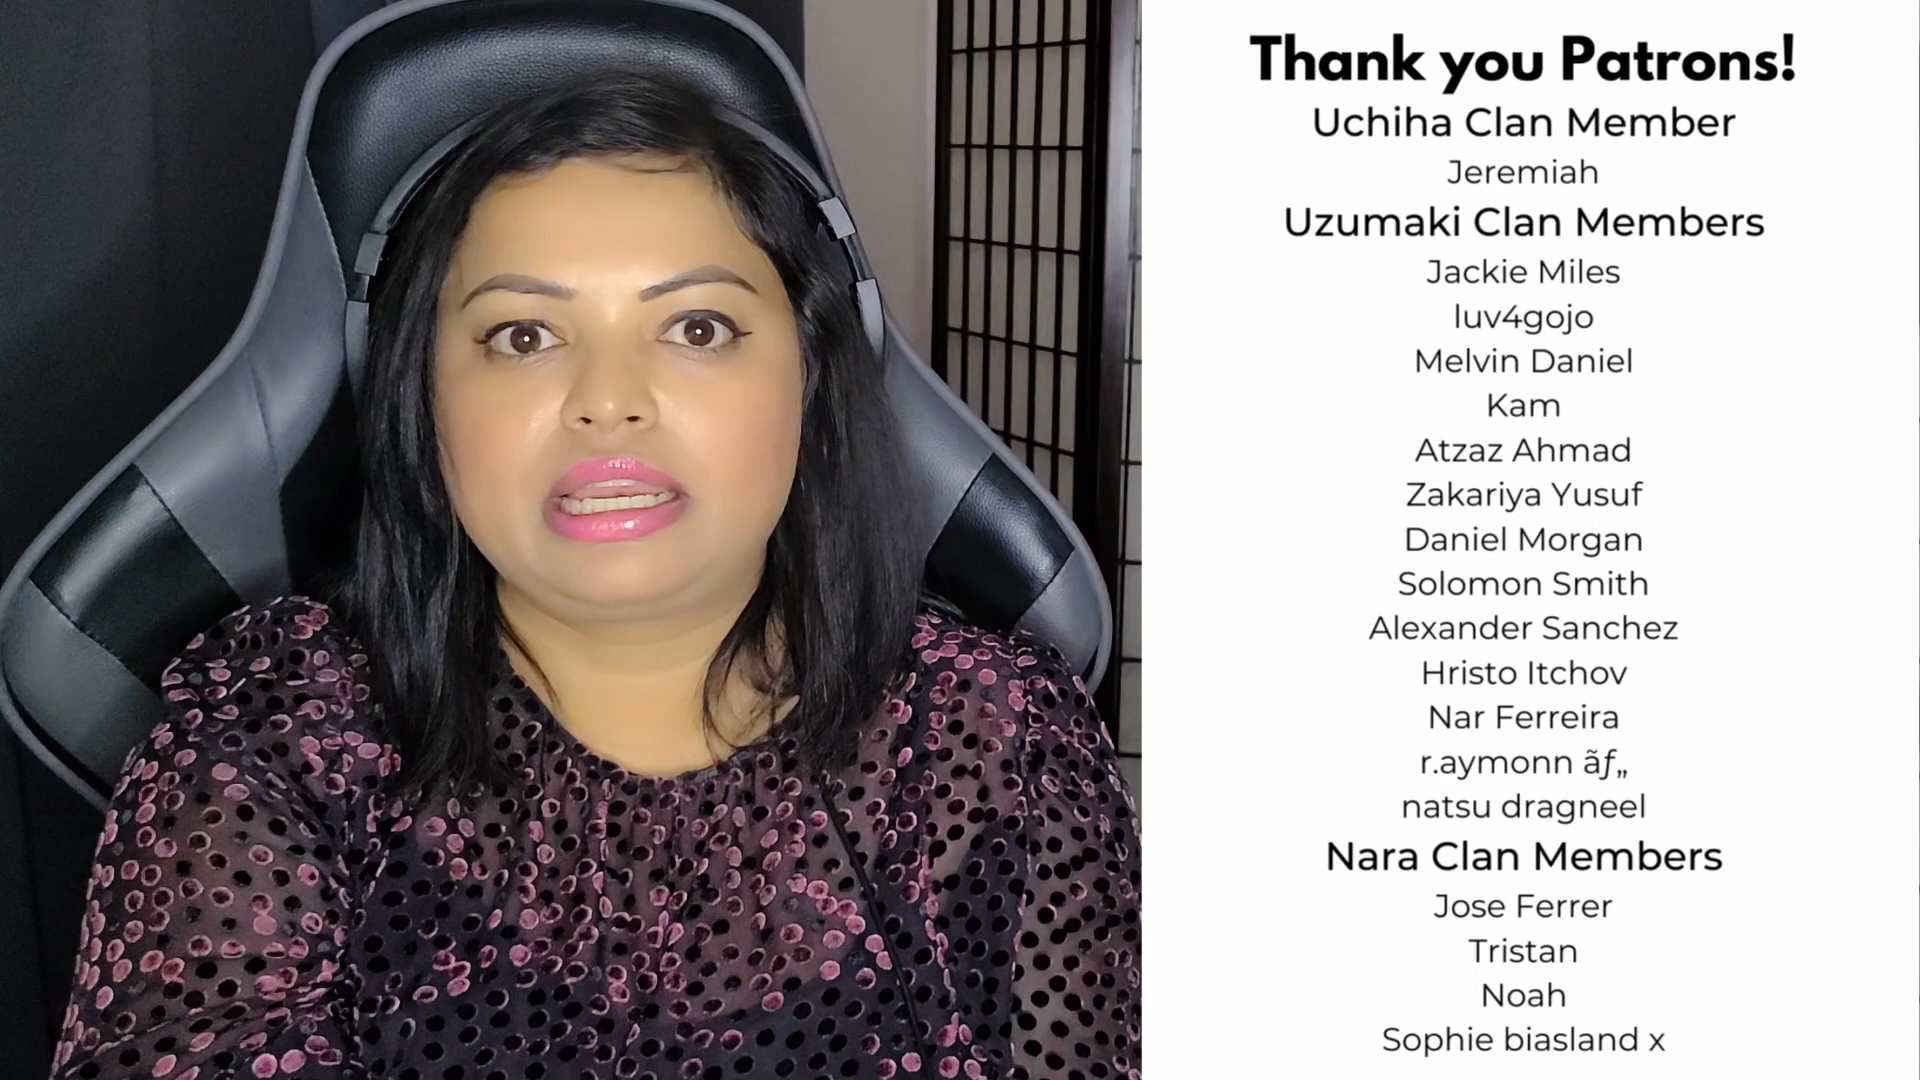 Thank you Patrons!
Uchiha Clan Member
Jeremiah
Uzumaki Clan Members
Jackie Miles
luv4gojo
Melvin Daniel
Kam
Atzaz Ahmad
Zakariya Yusuf
Daniel Morgan
Solomon Smith
Alexander Sanchez
Hristo Itchov
Nar Ferreira
r.aymonn ãƒ„
natsu dragneel
Nara Clan Members
Jose Ferrer
Tristan
Noah
Sophie biasland x